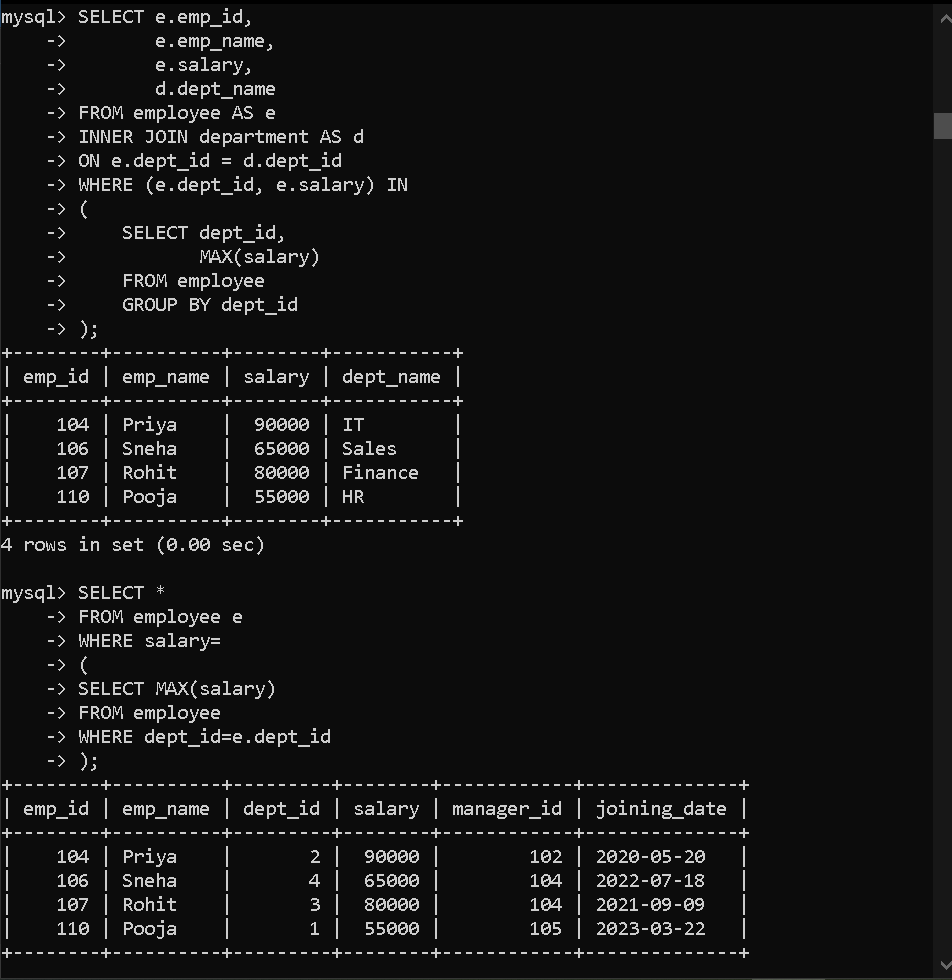 mysql> SELECT e.emp_id,
    ->        e.emp_name,
    ->        e.salary,
    ->        d.dept_name
    -> FROM employee AS e
    -> INNER JOIN department AS d
    -> ON e.dept_id = d.dept_id
    -> WHERE (e.dept_id, e.salary) IN
    -> (
    ->     SELECT dept_id,
    ->            MAX(salary)
    ->     FROM employee
    ->     GROUP BY dept_id
    -> );
+--------+----------+--------+-----------+
| emp_id | emp_name | salary | dept_name |
+--------+----------+--------+-----------+
|    104 | Priya    |  90000 | IT        |
|    106 | Sneha    |  65000 | Sales     |
|    107 | Rohit    |  80000 | Finance   |
|    110 | Pooja    |  55000 | HR        |
+--------+----------+--------+-----------+
4 rows in set (0.00 sec)

mysql> SELECT *
    -> FROM employee e
    -> WHERE salary=
    -> (
    -> SELECT MAX(salary)
    -> FROM employee
    -> WHERE dept_id=e.dept_id
    -> );
+--------+----------+---------+--------+------------+--------------+
| emp_id | emp_name | dept_id | salary | manager_id | joining_date |
+--------+----------+---------+--------+------------+--------------+
|    104 | Priya    |       2 |  90000 |        102 | 2020-05-20   |
|    106 | Sneha    |       4 |  65000 |        104 | 2022-07-18   |
|    107 | Rohit    |       3 |  80000 |        104 | 2021-09-09   |
|    110 | Pooja    |       1 |  55000 |        105 | 2023-03-22   |
+--------+----------+---------+--------+------------+--------------+